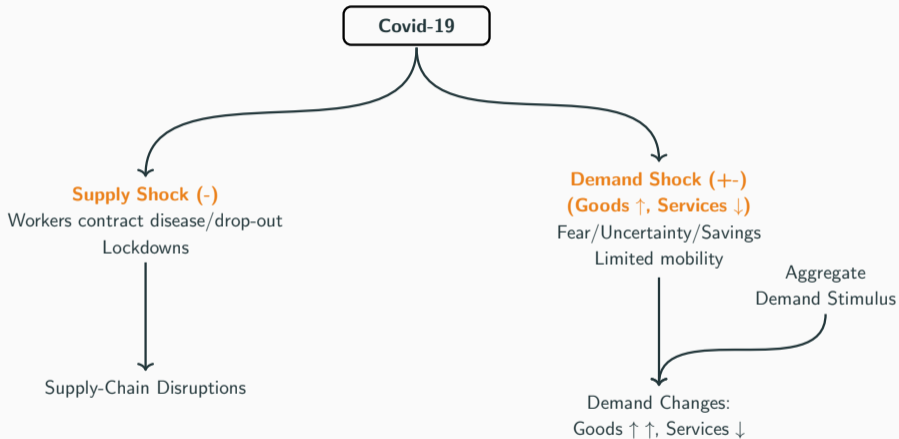 Covid-19
Supply Shock (-)
Workers contract disease/drop-out
Lockdowns
Supply-Chain Disruptions
Demand Shock (+-)
(Goods ↑, Services ↓)
Fear/Uncertainty/Savings
Limited mobility
Aggregate
Demand Stimulus
Demand Changes:
Goods ↑ ↑, Services ↓